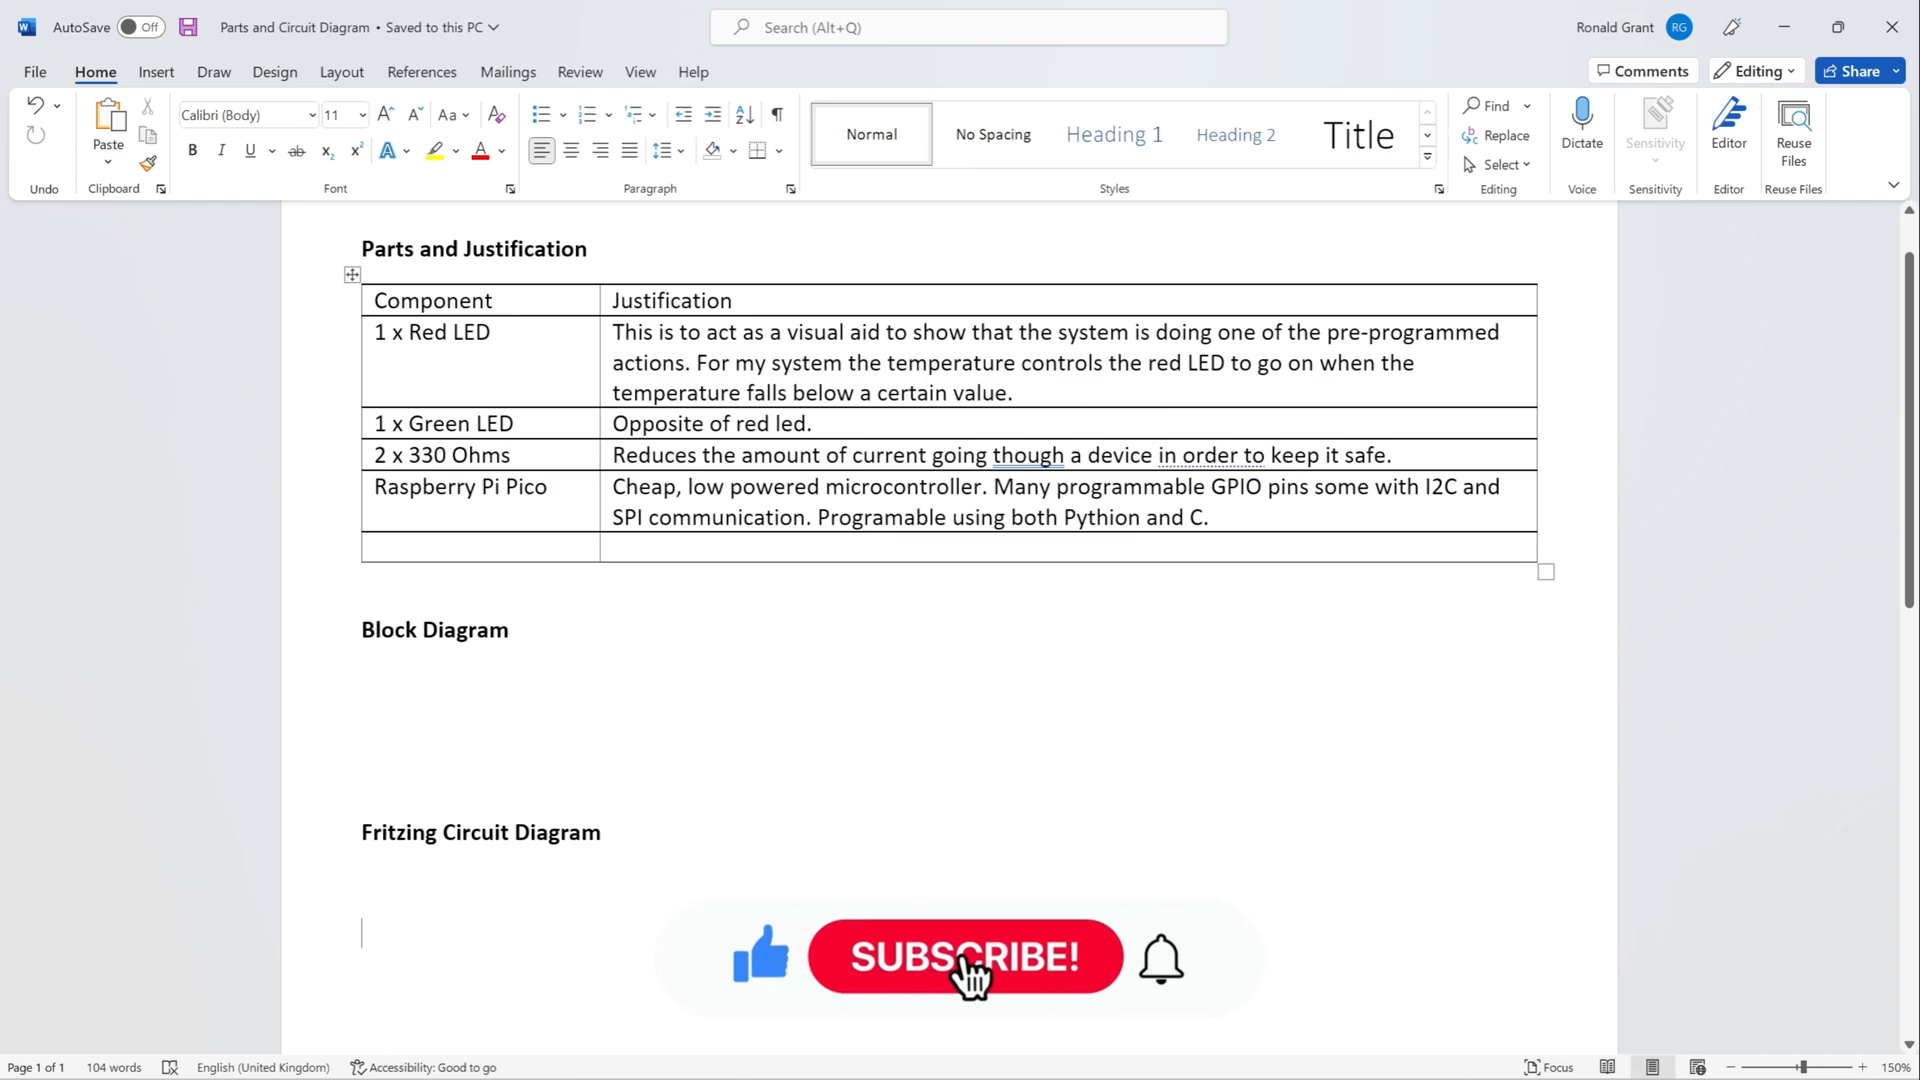 AutoSave Off Parts and Circuit Diagram • Saved to this PC Search (Alt+Q) Ronald Grant RG
File Home Insert Draw Design Layout References Mailings Review View Help Comments Editing Share
Calibri (Body) 11 Aa Normal No Spacing Heading 1 Heading 2 Title Find Replace Select
Paste Dictate Sensitivity Editor Reuse Files
Undo Clipboard Font Paragraph Styles Editing Voice Sensitivity Editor Reuse Files
Parts and Justification
Component Justification
1 x Red LED This is to act as a visual aid to show that the system is doing one of the pre-programmed
actions. For my system the temperature controls the red LED to go on when the
temperature falls below a certain value.
1 x Green LED Opposite of red led.
2 x 330 Ohms Reduces the amount of current going though a device in order to keep it safe.
Raspberry Pi Pico Cheap, low powered microcontroller. Many programmable GPIO pins some with I2C and
SPI communication. Programable using both Pythion and C.
Block Diagram
Fritzing Circuit Diagram
SUBSCRIBE!
Page 1 of 1 104 words English (United Kingdom) Accessibility: Good to go Focus 150%